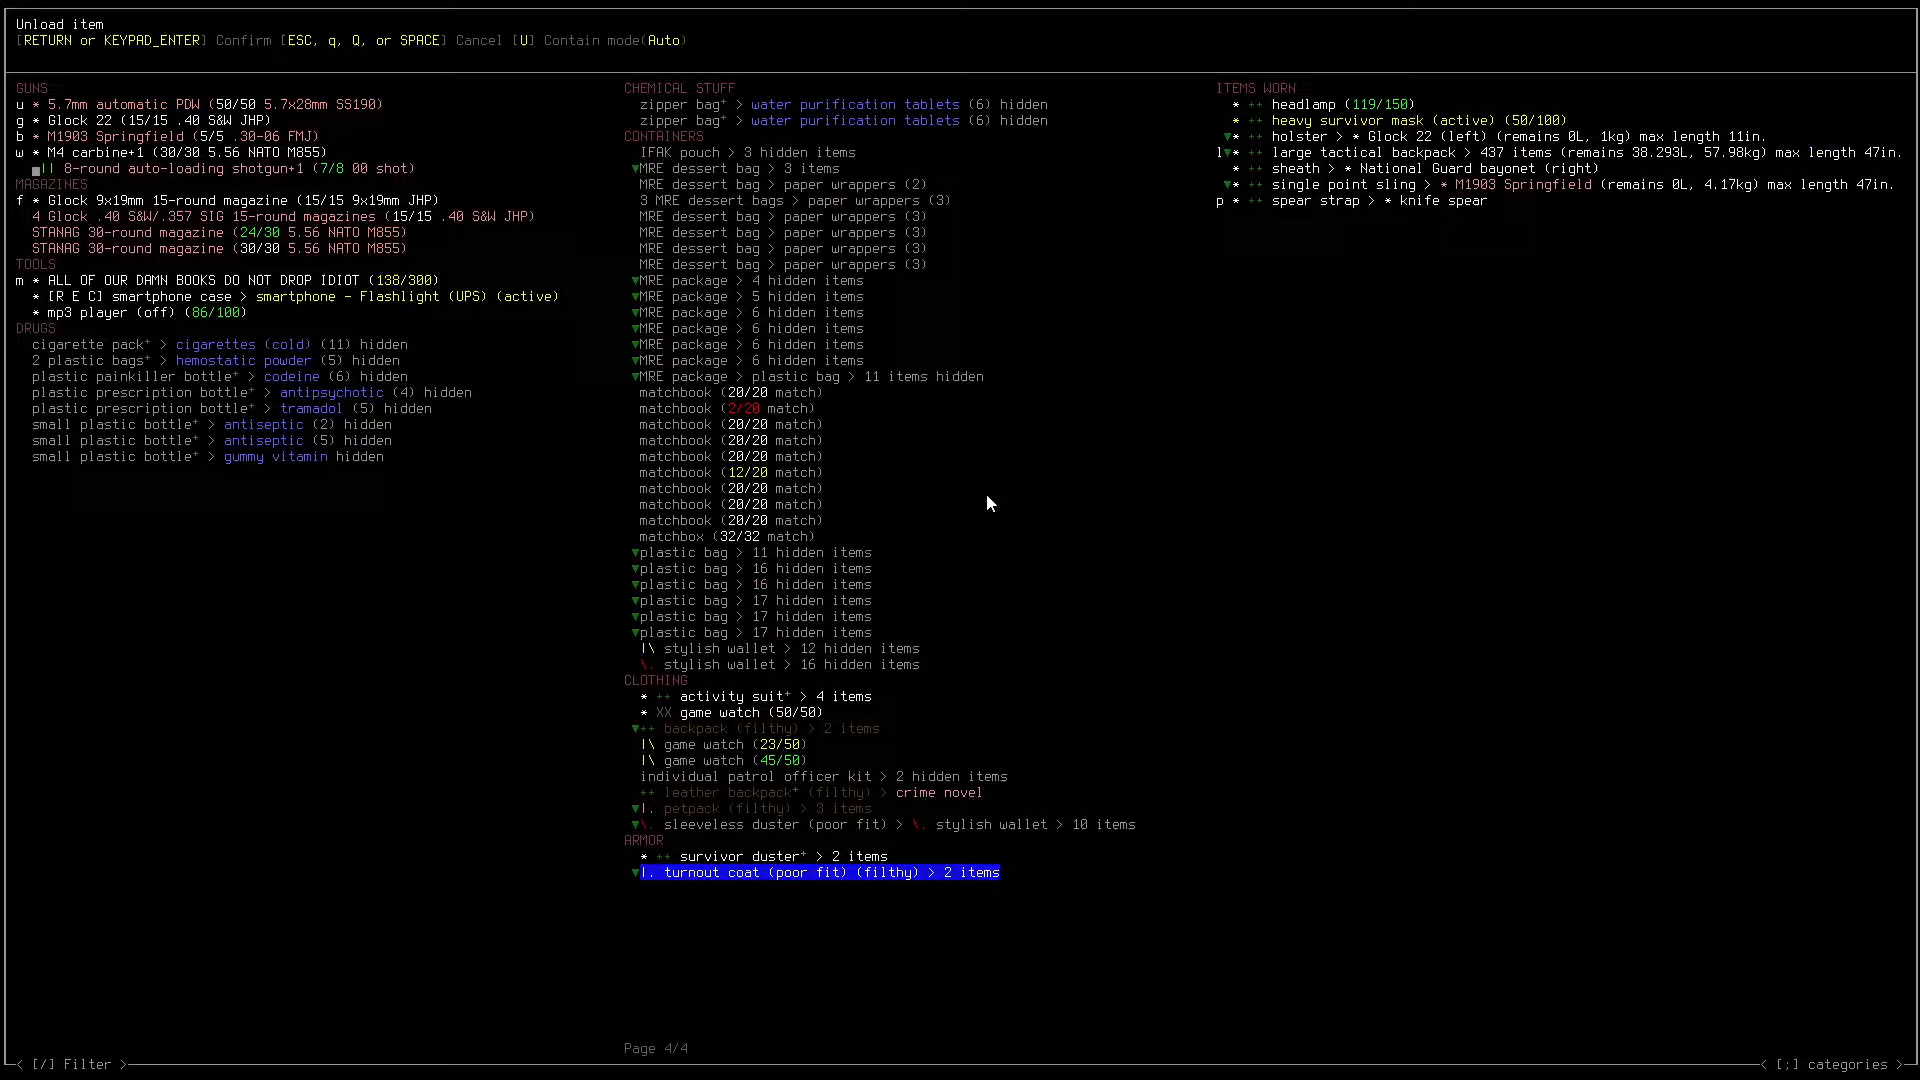 Unload item
[RETURN or KEYPAD_ENTER] Confirm [ESC, q, Q, or SPACE] Cancel [U] Contain mode(Auto)
GUNS
u * 5.7mm automatic PDW (50/50 5.7x28mm SS190)
g * Glock 22 (15/15 .40 S&W JHP)
b * M1903 Springfield (5/5 .30-06 FMJ)
w * M4 carbine+1 (30/30 5.56 NATO M855)
|| 8-round auto-loading shotgun+1 (7/8 00 shot)
MAGAZINES
f * Glock 9x19mm 15-round magazine (15/15 9x19mm JHP)
4 Glock .40 S&W/.357 SIG 15-round magazines (15/15 .40 S&W JHP)
STANAG 30-round magazine (24/30 5.56 NATO M855)
STANAG 30-round magazine (30/30 5.56 NATO M855)
TOOLS
m * ALL OF OUR DAMN BOOKS DO NOT DROP IDIOT (138/300)
* [R E C] smartphone case > smartphone - Flashlight (UPS) (active)
* mp3 player (off) (86/100)
DRUGS
cigarette pack⁺ > cigarettes (cold) (11) hidden
2 plastic bags⁺ > hemostatic powder (5) hidden
plastic painkiller bottle⁺ > codeine (6) hidden
plastic prescription bottle⁺ > antipsychotic (4) hidden
plastic prescription bottle⁺ > tramadol (5) hidden
small plastic bottle⁺ > antiseptic (2) hidden
small plastic bottle⁺ > antiseptic (5) hidden
small plastic bottle⁺ > gummy vitamin hidden
CHEMICAL STUFF
zipper bag⁺ > water purification tablets (6) hidden
zipper bag⁺ > water purification tablets (6) hidden
CONTAINERS
IFAK pouch > 3 hidden items
▼MRE dessert bag > 3 items
MRE dessert bag > paper wrappers (2)
3 MRE dessert bags > paper wrappers (3)
MRE dessert bag > paper wrappers (3)
MRE dessert bag > paper wrappers (3)
MRE dessert bag > paper wrappers (3)
MRE dessert bag > paper wrappers (3)
▼MRE package > 4 hidden items
▼MRE package > 5 hidden items
▼MRE package > 6 hidden items
▼MRE package > 6 hidden items
▼MRE package > 6 hidden items
▼MRE package > 6 hidden items
▼MRE package > plastic bag > 11 items hidden
matchbook (20/20 match)
matchbook (2/20 match)
matchbook (20/20 match)
matchbook (20/20 match)
matchbook (20/20 match)
matchbook (12/20 match)
matchbook (20/20 match)
matchbook (20/20 match)
matchbook (20/20 match)
matchbox (32/32 match)
▼plastic bag > 11 hidden items
▼plastic bag > 16 hidden items
▼plastic bag > 16 hidden items
▼plastic bag > 17 hidden items
▼plastic bag > 17 hidden items
▼plastic bag > 17 hidden items
|\ stylish wallet > 12 hidden items
\. stylish wallet > 16 hidden items
CLOTHING
* ++ activity suit⁺ > 4 items
* XX game watch (50/50)
▼++ backpack (filthy) > 2 items
|\ game watch (23/50)
|\ game watch (45/50)
individual patrol officer kit > 2 hidden items
++ leather backpack⁺ (filthy) > crime novel
▼|. petpack (filthy) > 3 items
▼\. sleeveless duster (poor fit) > \. stylish wallet > 10 items
ARMOR
* ++ survivor duster⁺ > 2 items
▼|. turnout coat (poor fit) (filthy) > 2 items
ITEMS WORN
* ++ headlamp (119/150)
* ++ heavy survivor mask (active) (50/100)
▼* ++ holster > * Glock 22 (left) (remains 0L, 1kg) max length 11in.
l▼* ++ large tactical backpack > 437 items (remains 38.293L, 57.98kg) max length 47in.
* ++ sheath > * National Guard bayonet (right)
▼* ++ single point sling > * M1903 Springfield (remains 0L, 4.17kg) max length 47in.
p * ++ spear strap > * knife spear
Page 4/4
< [/] Filter >
< [;] categories >